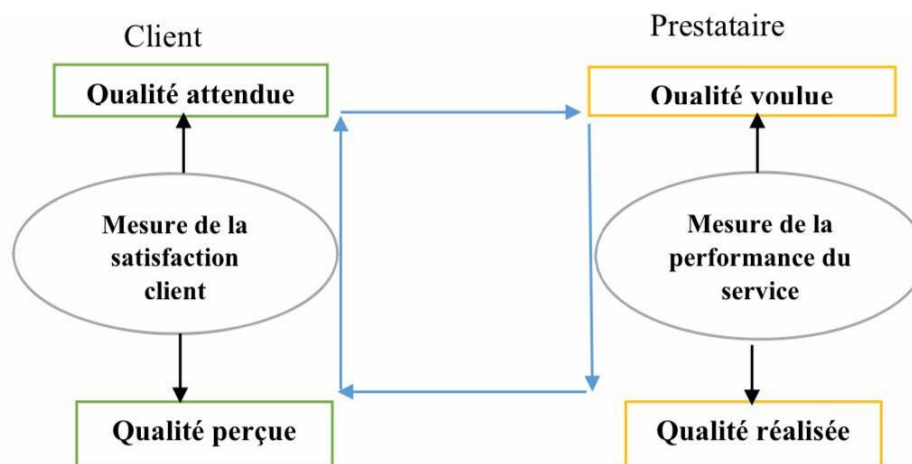 Client
Prestataire
Qualité attendue
Qualité voulue
Mesure de la
satisfaction
client
Mesure de la
performance du
service
Qualité perçue
Qualité réalisée